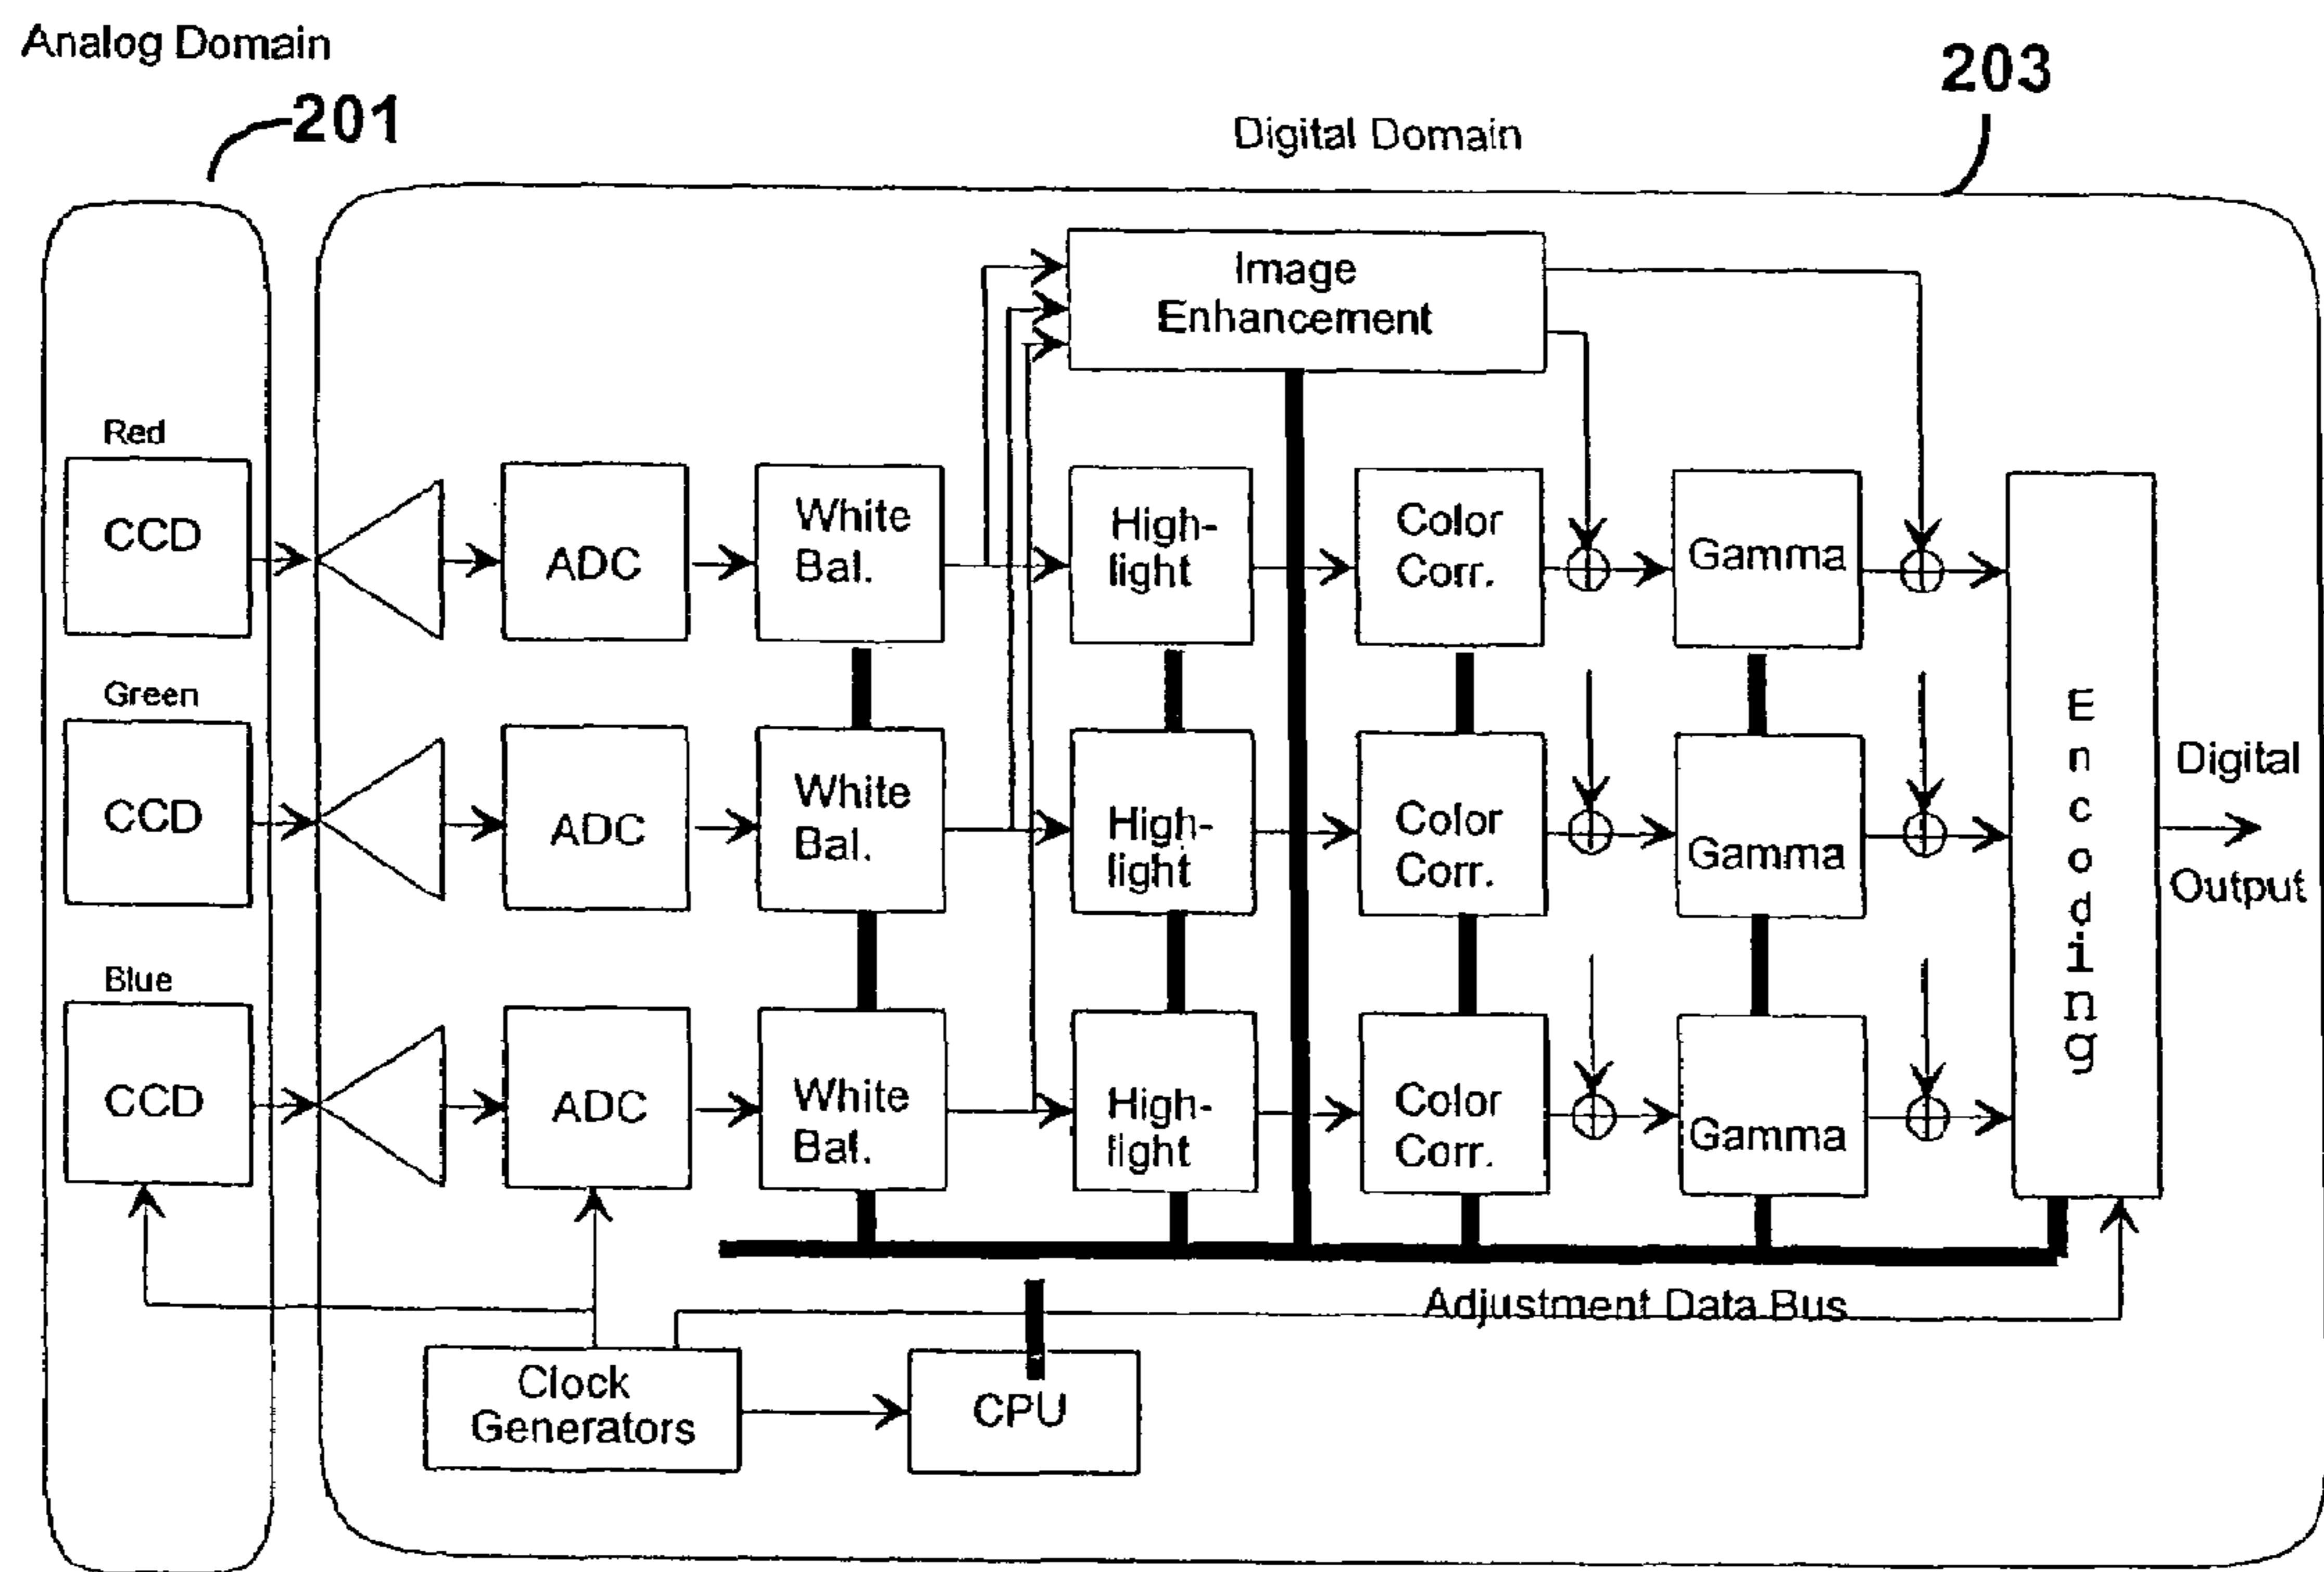 Analog Domain
201
203
Digital Domain
Image
Enhancement
Red
CCD
ADC
White
Bal.
High-
light
Color
Corr.
Gamma
Green
CCD
ADC
White
Bal.
High-
light
Color
Corr.
Gamma
Encoding
Digital
Output
Blue
CCD
ADC
White
Bal.
High-
light
Color
Corr.
Gamma
Adjustment Data Bus
Clock
Generators
CPU